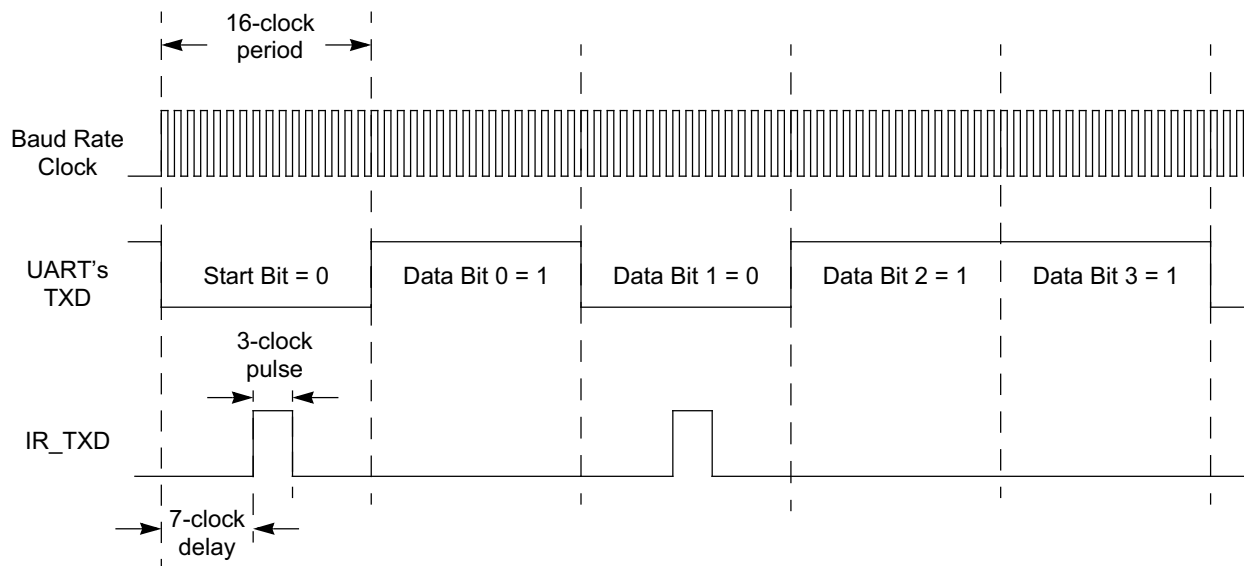 16-clock
period
Baud Rate
Clock
UART's
TXD
Start Bit = 0
Data Bit 0 = 1
Data Bit 1 = 0
Data Bit 2 = 1
Data Bit 3 = 1
3-clock
pulse
IR_TXD
7-clock
delay